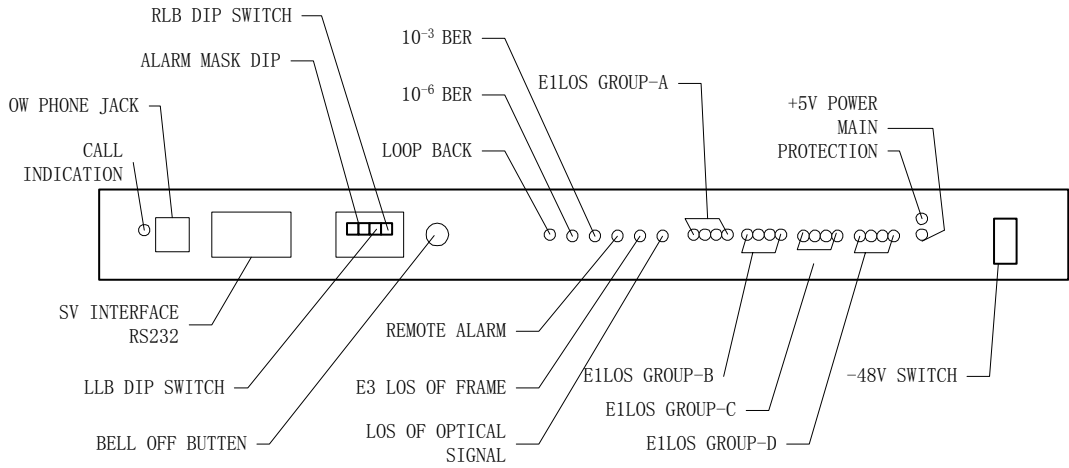 RLB DIP SWITCH
ALARM MASK DIP
OW PHONE JACK
CALL
INDICATION
10⁻³ BER
10⁻⁶ BER
LOOP BACK
E1LOS GROUP-A
+5V POWER
MAIN
PROTECTION
SV INTERFACE
RS232
LLB DIP SWITCH
BELL OFF BUTTEN
REMOTE ALARM
E3 LOS OF FRAME
LOS OF OPTICAL
SIGNAL
E1LOS GROUP-B
E1LOS GROUP-C
E1LOS GROUP-D
-48V SWITCH